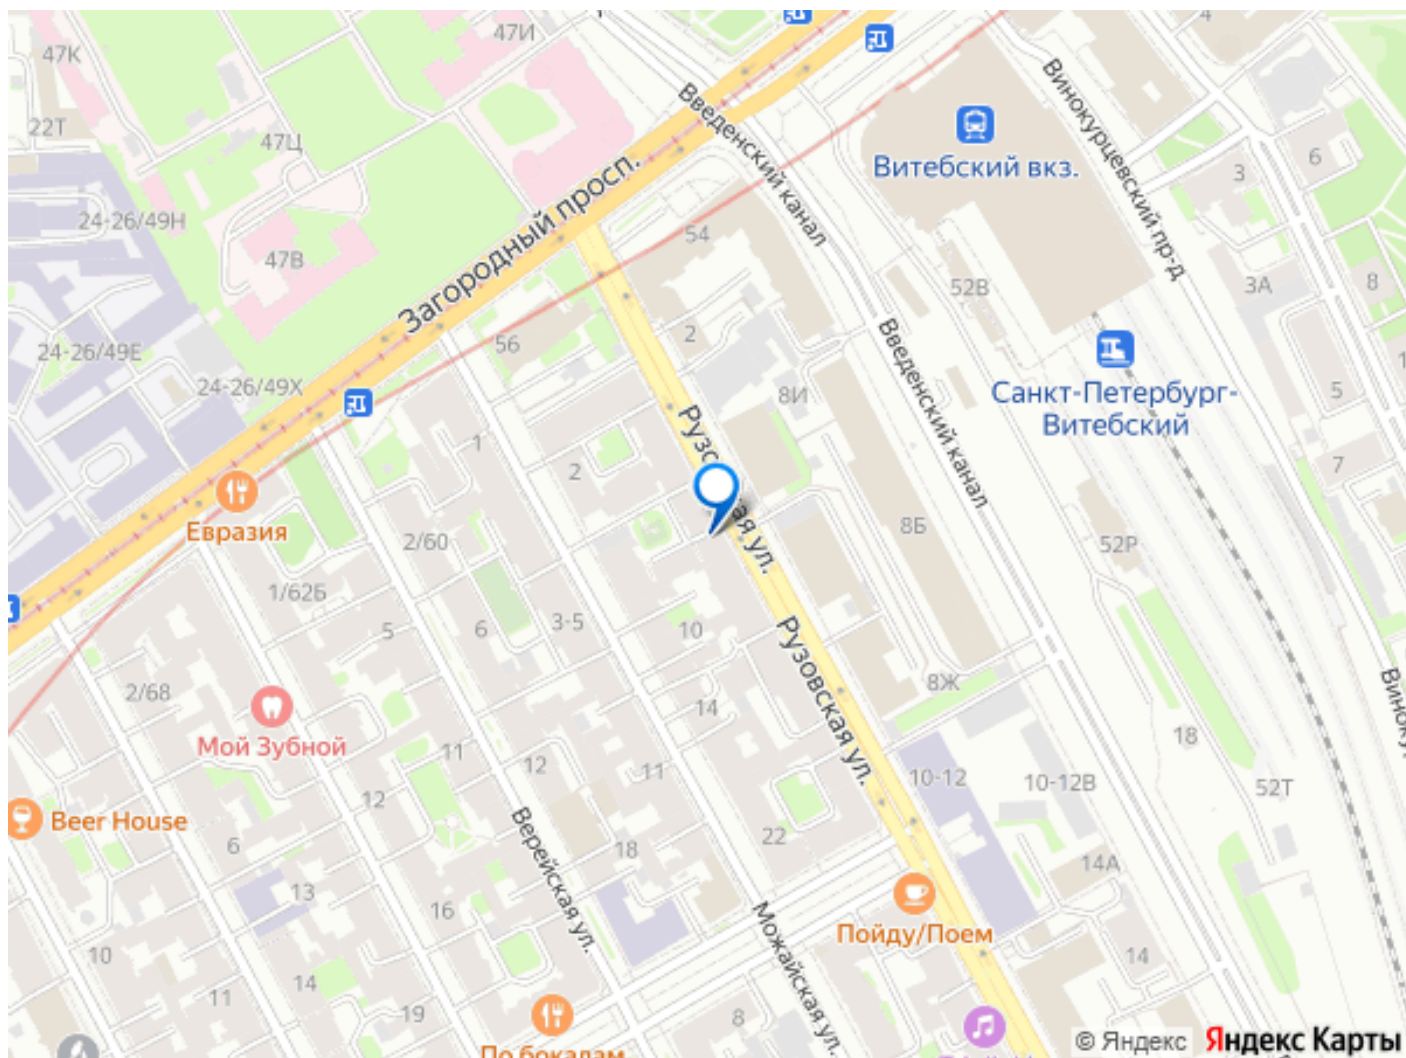 47К
47И
4
22Т
47Ц
Введенский канал
Винокурцевский пр-д
Витебский вкз.
3
6
24-26/49Н
47В
Загородный просп.
54
52В
3А
8
24-26/49Е
24-26/49Х
56
2
8И
Введенский канал
Санкт-Петербург-
Витебский
5
1
2
7
Евразия
2/60
8Б
52Р
ая ул.
1/62Б
5
6
3-5
10
Рузовская ул.
2/68
Мой Зубной
14
8Ж
18
11
12
11
10-12
10-12В
52Т
Beer House
12
6
Верейская ул.
18
22
14А
13
16
Можайская ул.
Пойду/Поем
10
14
11
14
19
8
По бокалам
© Яндекс
Яндекс Карты